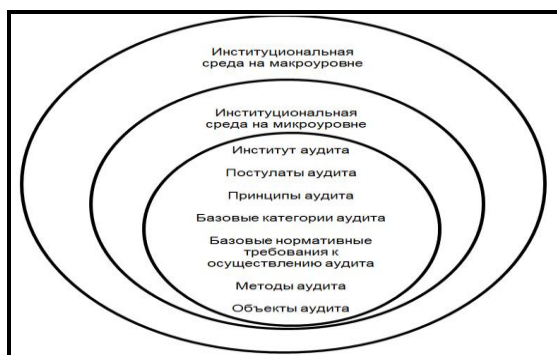 Институциональная
среда на макроуровне
Институциональная
среда на микроуровне
Институт аудита
Постулаты аудита
Принципы аудита
Базовые категории аудита
Базовые нормативные
требования к
осуществлению аудита
Методы аудита
Объекты аудита